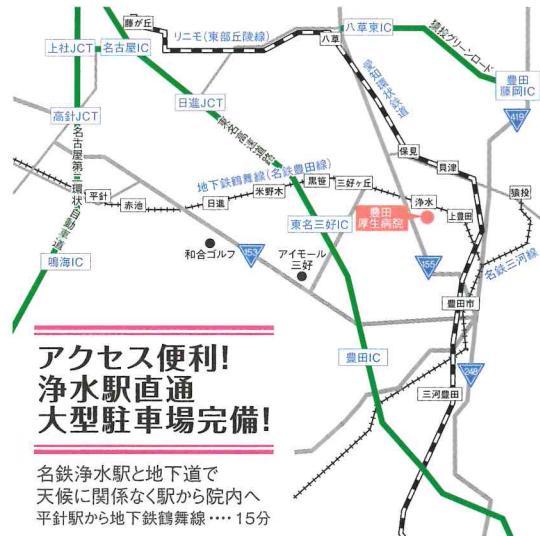 藤が丘
リニモ(東部丘陵線)
八草東IC
猿投グリーンロード
上社JCT
名古屋IC
八草
豊田
藤岡IC
日進JCT
愛知環状鉄道
高針JCT
東名高速道路
419
名古屋第二環状自動車道
保見
貝津
地下鉄鶴舞線(名鉄豊田線)
黒笹
三好ヶ丘
猿投
平針
米野木
浄水
赤池
日進
豊田
厚生病院
上豊田
東名三好IC
和合ゴルフ
153
アイモール
三好
155
名鉄三河線
鳴海IC
豊田市
豊田IC
248
三河豊田
アクセス便利!
浄水駅直通
大型駐車場完備!
名鉄浄水駅と地下道で
天候に関係なく駅から院内へ
平針駅から地下鉄鶴舞線‥‥15分